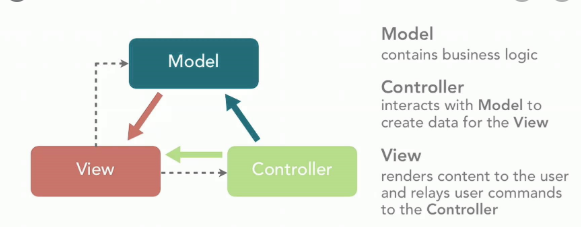 Model
View
Controller
Model
contains business logic
Controller
interacts with Model to
create data for the View
View
renders content to the user
and relays user commands
to the Controller